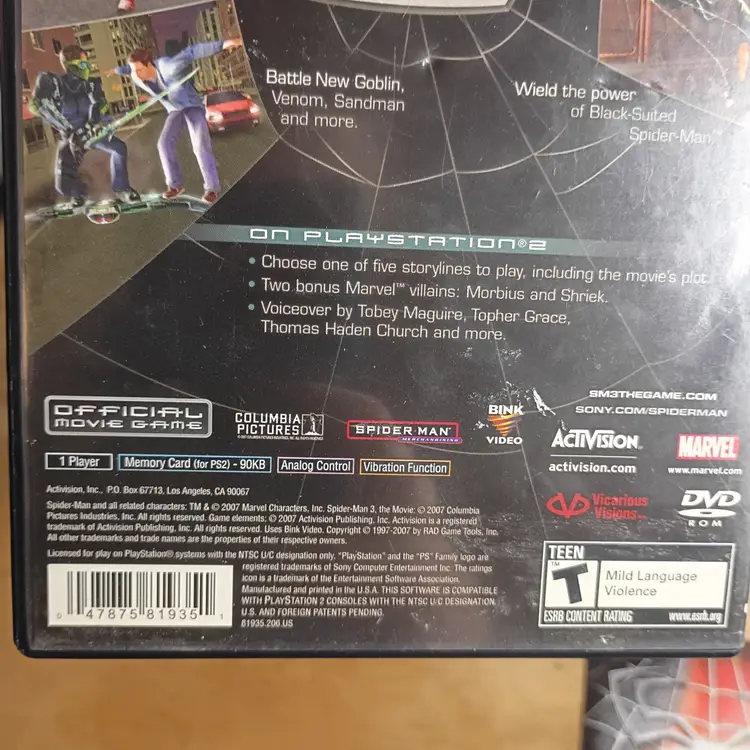 Battle New Goblin,
Venom, Sandman
and more.
Wield the power
of Black-Suited
Spider-Man
ON PLAYSTATION®2
• Choose one of five storylines to play, including the movie's plot.
• Two bonus Marvel™ villains: Morbius and Shriek.
• Voiceover by Tobey Maguire, Topher Grace,
Thomas Haden Church and more.
OFFICIAL
MOVIE GAME
COLUMBIA
PICTURES
SPIDER-MAN
MERCHANDISING
BINK
VIDEO
SM3THEGAME.COM
SONY.COM/SPIDERMAN
ACTIVISION
activision.com
MARVEL
www.marvel.com
1 Player
Memory Card (for PS2) - 90KB
Analog Control
Vibration Function
Vicarious
Visions
DVD
ROM
Activision, Inc., P.O. Box 67713, Los Angeles, CA 90067
Spider-Man and all related characters: TM & © 2007 Marvel Characters, Inc. Spider-Man 3, the Movie: © 2007 Columbia
Pictures Industries, Inc. All rights reserved. Game elements: © 2007 Activision Publishing, Inc. Activision is a registered
trademark of Activision Publishing, Inc. All rights reserved. Uses Bink Video. Copyright © 1997-2007 by RAD Game Tools, Inc.
All other trademarks and trade names are the properties of their respective owners.
Licensed for play on PlayStation® systems with the NTSC U/C designation only. "PlayStation" and the "PS" Family logo are
registered trademarks of Sony Computer Entertainment Inc. The ratings
icon is a trademark of the Entertainment Software Association.
Manufactured and printed in the U.S.A. THIS SOFTWARE IS COMPATIBLE
WITH PLAYSTATION 2 CONSOLES WITH THE NTSC U/C DESIGNATION.
U.S. AND FOREIGN PATENTS PENDING.
81935.206.US
0 47875 81935 1
TEEN
T
Mild Language
Violence
ESRB CONTENT RATING
www.esrb.org